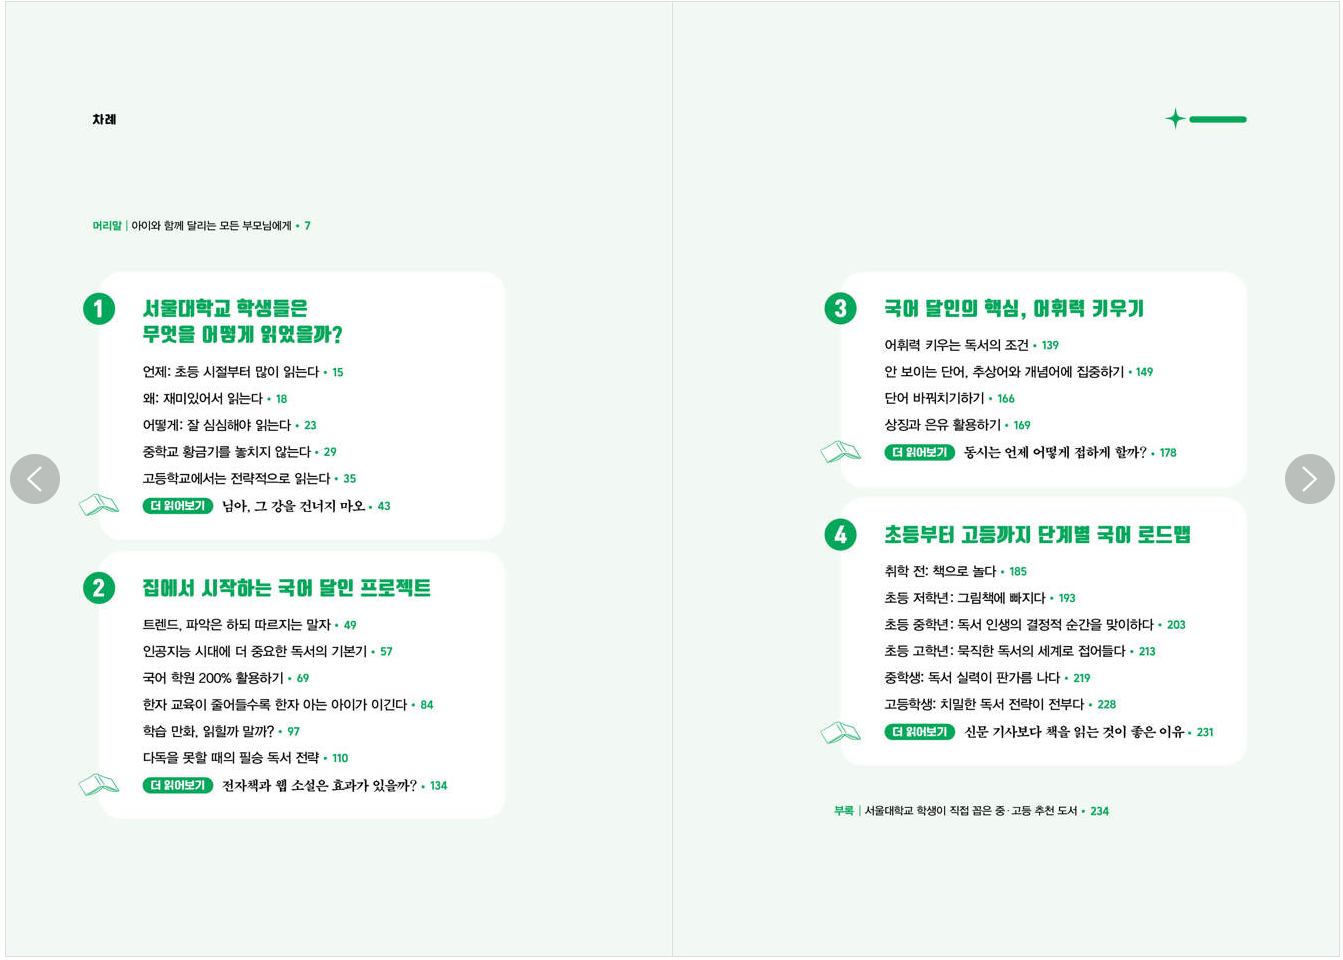 차례
머리말 | 아이와 함께 달리는 모든 부모님에게 • 7
1 서울대학교 학생들은
무엇을 어떻게 읽었을까?
언제: 초등 시절부터 많이 읽는다 • 15
왜: 재미있어서 읽는다 • 18
어떻게: 잘 심심해야 읽는다 • 23
중학교 황금기를 놓치지 않는다 • 29
고등학교에서는 전략적으로 읽는다 • 35
더 읽어보기 님아, 그 강을 건너지 마오 • 43
2 집에서 시작하는 국어 달인 프로젝트
트렌드, 파악은 하되 따르지는 말자 • 49
인공지능 시대에 더 중요한 독서의 기본기 • 57
국어 학원 200% 활용하기 • 69
한자 교육이 줄어들수록 한자 아는 아이가 이긴다 • 84
학습 만화, 읽힐까 말까? • 97
다독을 못할 때의 필승 독서 전략 • 110
더 읽어보기 전자책과 웹 소설은 효과가 있을까? • 134
3 국어 달인의 핵심, 어휘력 키우기
어휘력 키우는 독서의 조건 • 139
안 보이는 단어, 추상어와 개념어에 집중하기 • 149
단어 바꿔치기하기 • 166
상징과 은유 활용하기 • 169
더 읽어보기 동시는 언제 어떻게 접하게 할까? • 178
4 초등부터 고등까지 단계별 국어 로드맵
취학 전: 책으로 놀다 • 185
초등 저학년: 그림책에 빠지다 • 193
초등 중학년: 독서 인생의 결정적 순간을 맞이하다 • 203
초등 고학년: 묵직한 독서의 세계로 접어들다 • 213
중학생: 독서 실력이 판가름 나다 • 219
고등학생: 치밀한 독서 전략이 전부다 • 228
더 읽어보기 신문 기사보다 책을 읽는 것이 좋은 이유 • 231
부록 | 서울대학교 학생이 직접 꼽은 중·고등 추천 도서 • 234